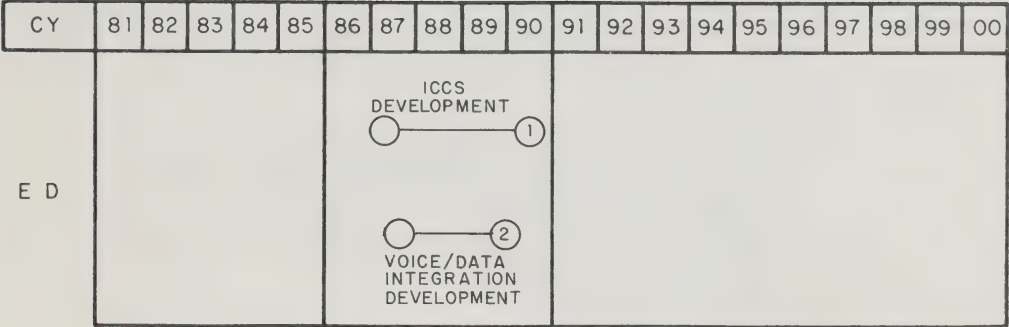 CY 81 82 83 84 85 86 87 88 89 90 91 92 93 94 95 96 97 98 99 00
ICCS
DEVELOPMENT
1
E D
2
VOICE/DATA
INTEGRATION
DEVELOPMENT